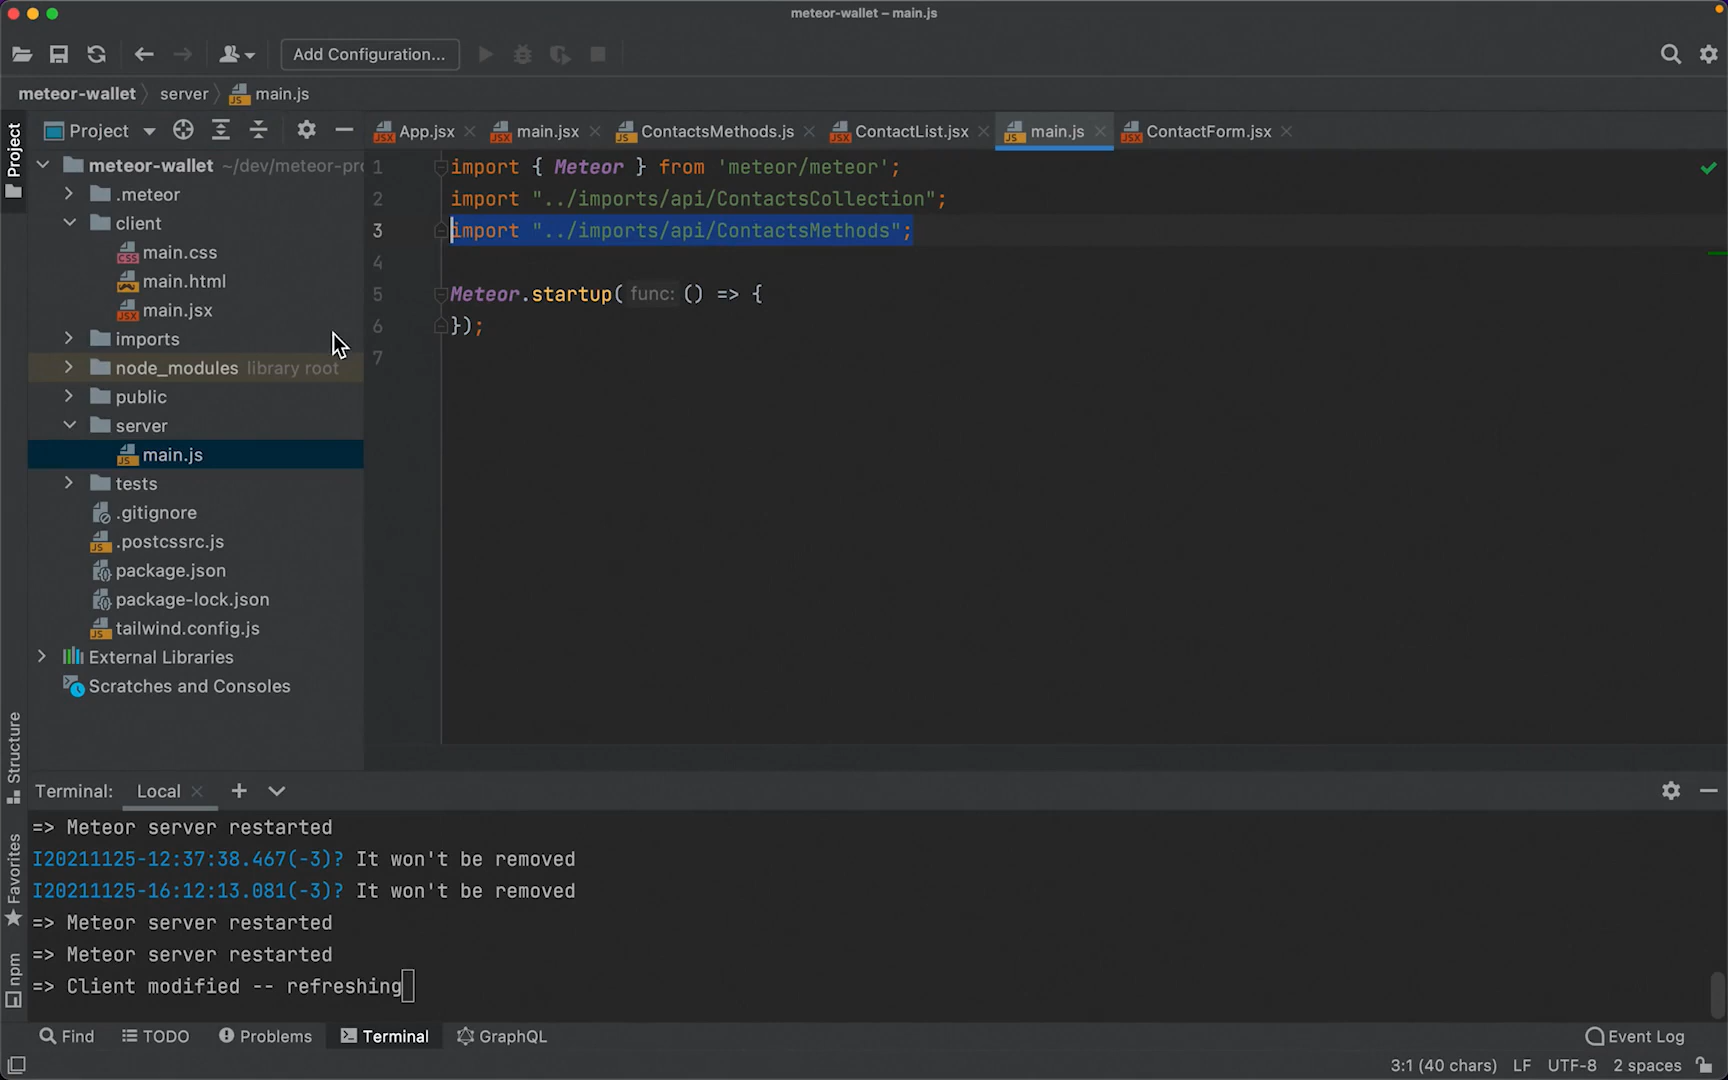 meteor-wallet – main.js
Add Configuration...
meteor-wallet server main.js
Project
App.jsx main.jsx ContactsMethods.js ContactList.jsx main.js ContactForm.jsx
Project
meteor-wallet ~/dev/meteor-pro
.meteor
client
main.css
main.html
main.jsx
imports
node_modules library root
public
server
main.js
tests
.gitignore
.postcssrc.js
package.json
package-lock.json
tailwind.config.js
External Libraries
Scratches and Consoles
1 import { Meteor } from 'meteor/meteor';
2 import "../imports/api/ContactsCollection";
3 import "../imports/api/ContactsMethods";
4
5 Meteor.startup( func: () => {
6 });
7
Structure
Favorites
npm
Terminal: Local
=> Meteor server restarted
I20211125-12:37:38.467(-3)? It won't be removed
I20211125-16:12:13.081(-3)? It won't be removed
=> Meteor server restarted
=> Meteor server restarted
=> Client modified -- refreshing
Find TODO Problems Terminal GraphQL Event Log
3:1 (40 chars) LF UTF-8 2 spaces